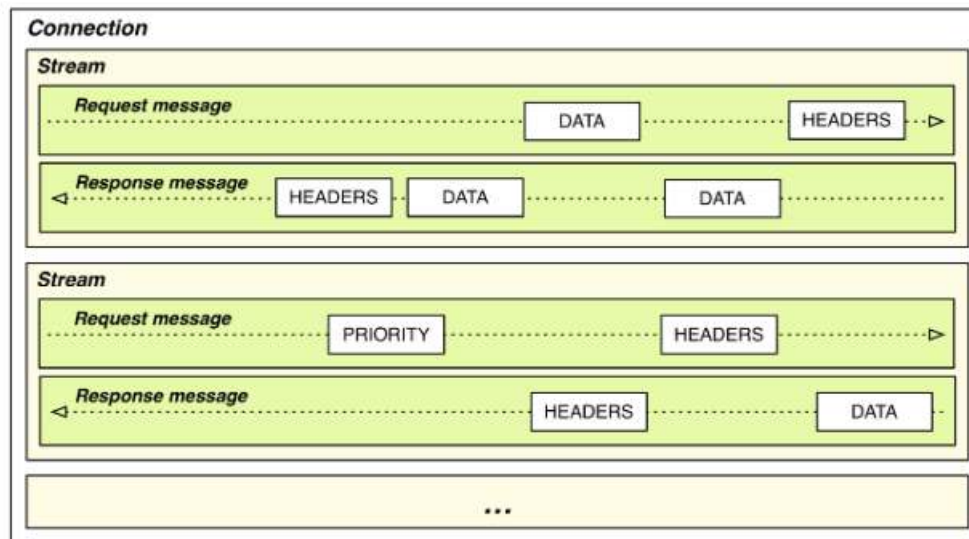 Connection
Stream
Request message
DATA HEADERS
Response message
HEADERS DATA DATA
Stream
Request message
PRIORITY HEADERS
Response message
HEADERS DATA
...